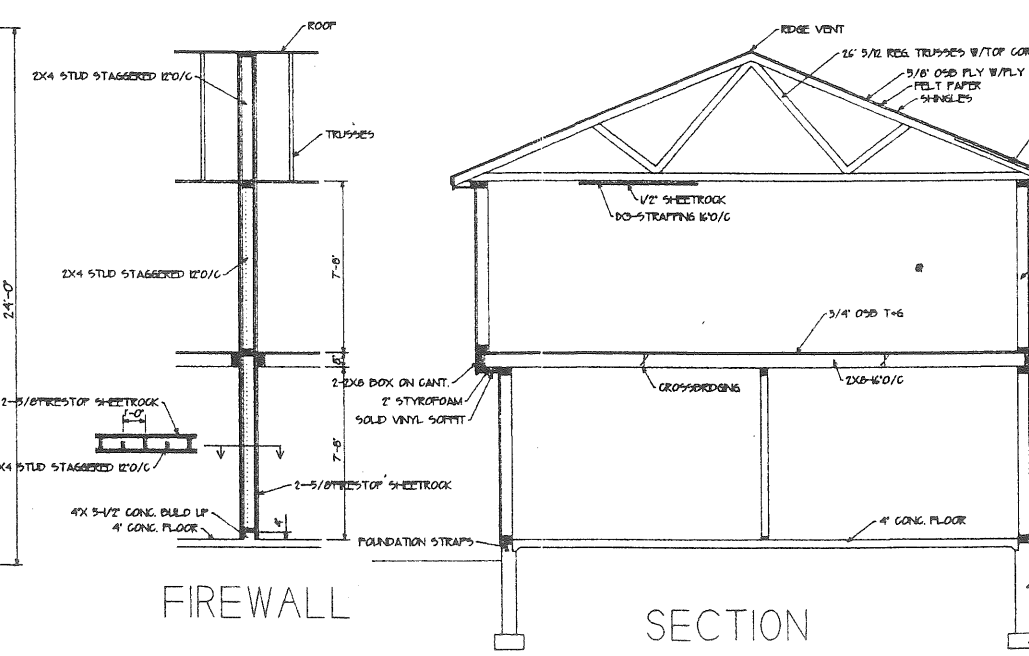 24'-0"
ROOF
2X4 STUD STAGGERED 12"O/C
TRUSSES
2X4 STUD STAGGERED 12"O/C
7'-8"
8"
2-5/8"FIRESTOP SHEETROCK
1'-0"
X4 STUD STAGGERED 12"O/C
7'-8"
2-5/8"FIRESTOP SHEETROCK
4"X 5-1/2" CONC. BUILD UP
4"
4" CONC. FLOOR
FIREWALL
RIDGE VENT
26' 5/12 REG. TRUSSES W/TOP
5/8" OSB PLY W/PLY
FELT PAPER
SHINGLES
1/2" SHEETROCK
1X3-STRAPPING 16"O/C
3/4" OSB T+G
2-2X8 BOX ON CANT.
2" STYROFOAM
SOLID VINYL SOFFIT
CROSSBRIDGING
2X8-16"O/C
4" CONC. FLOOR
FOUNDATION STRAPS
SECTION